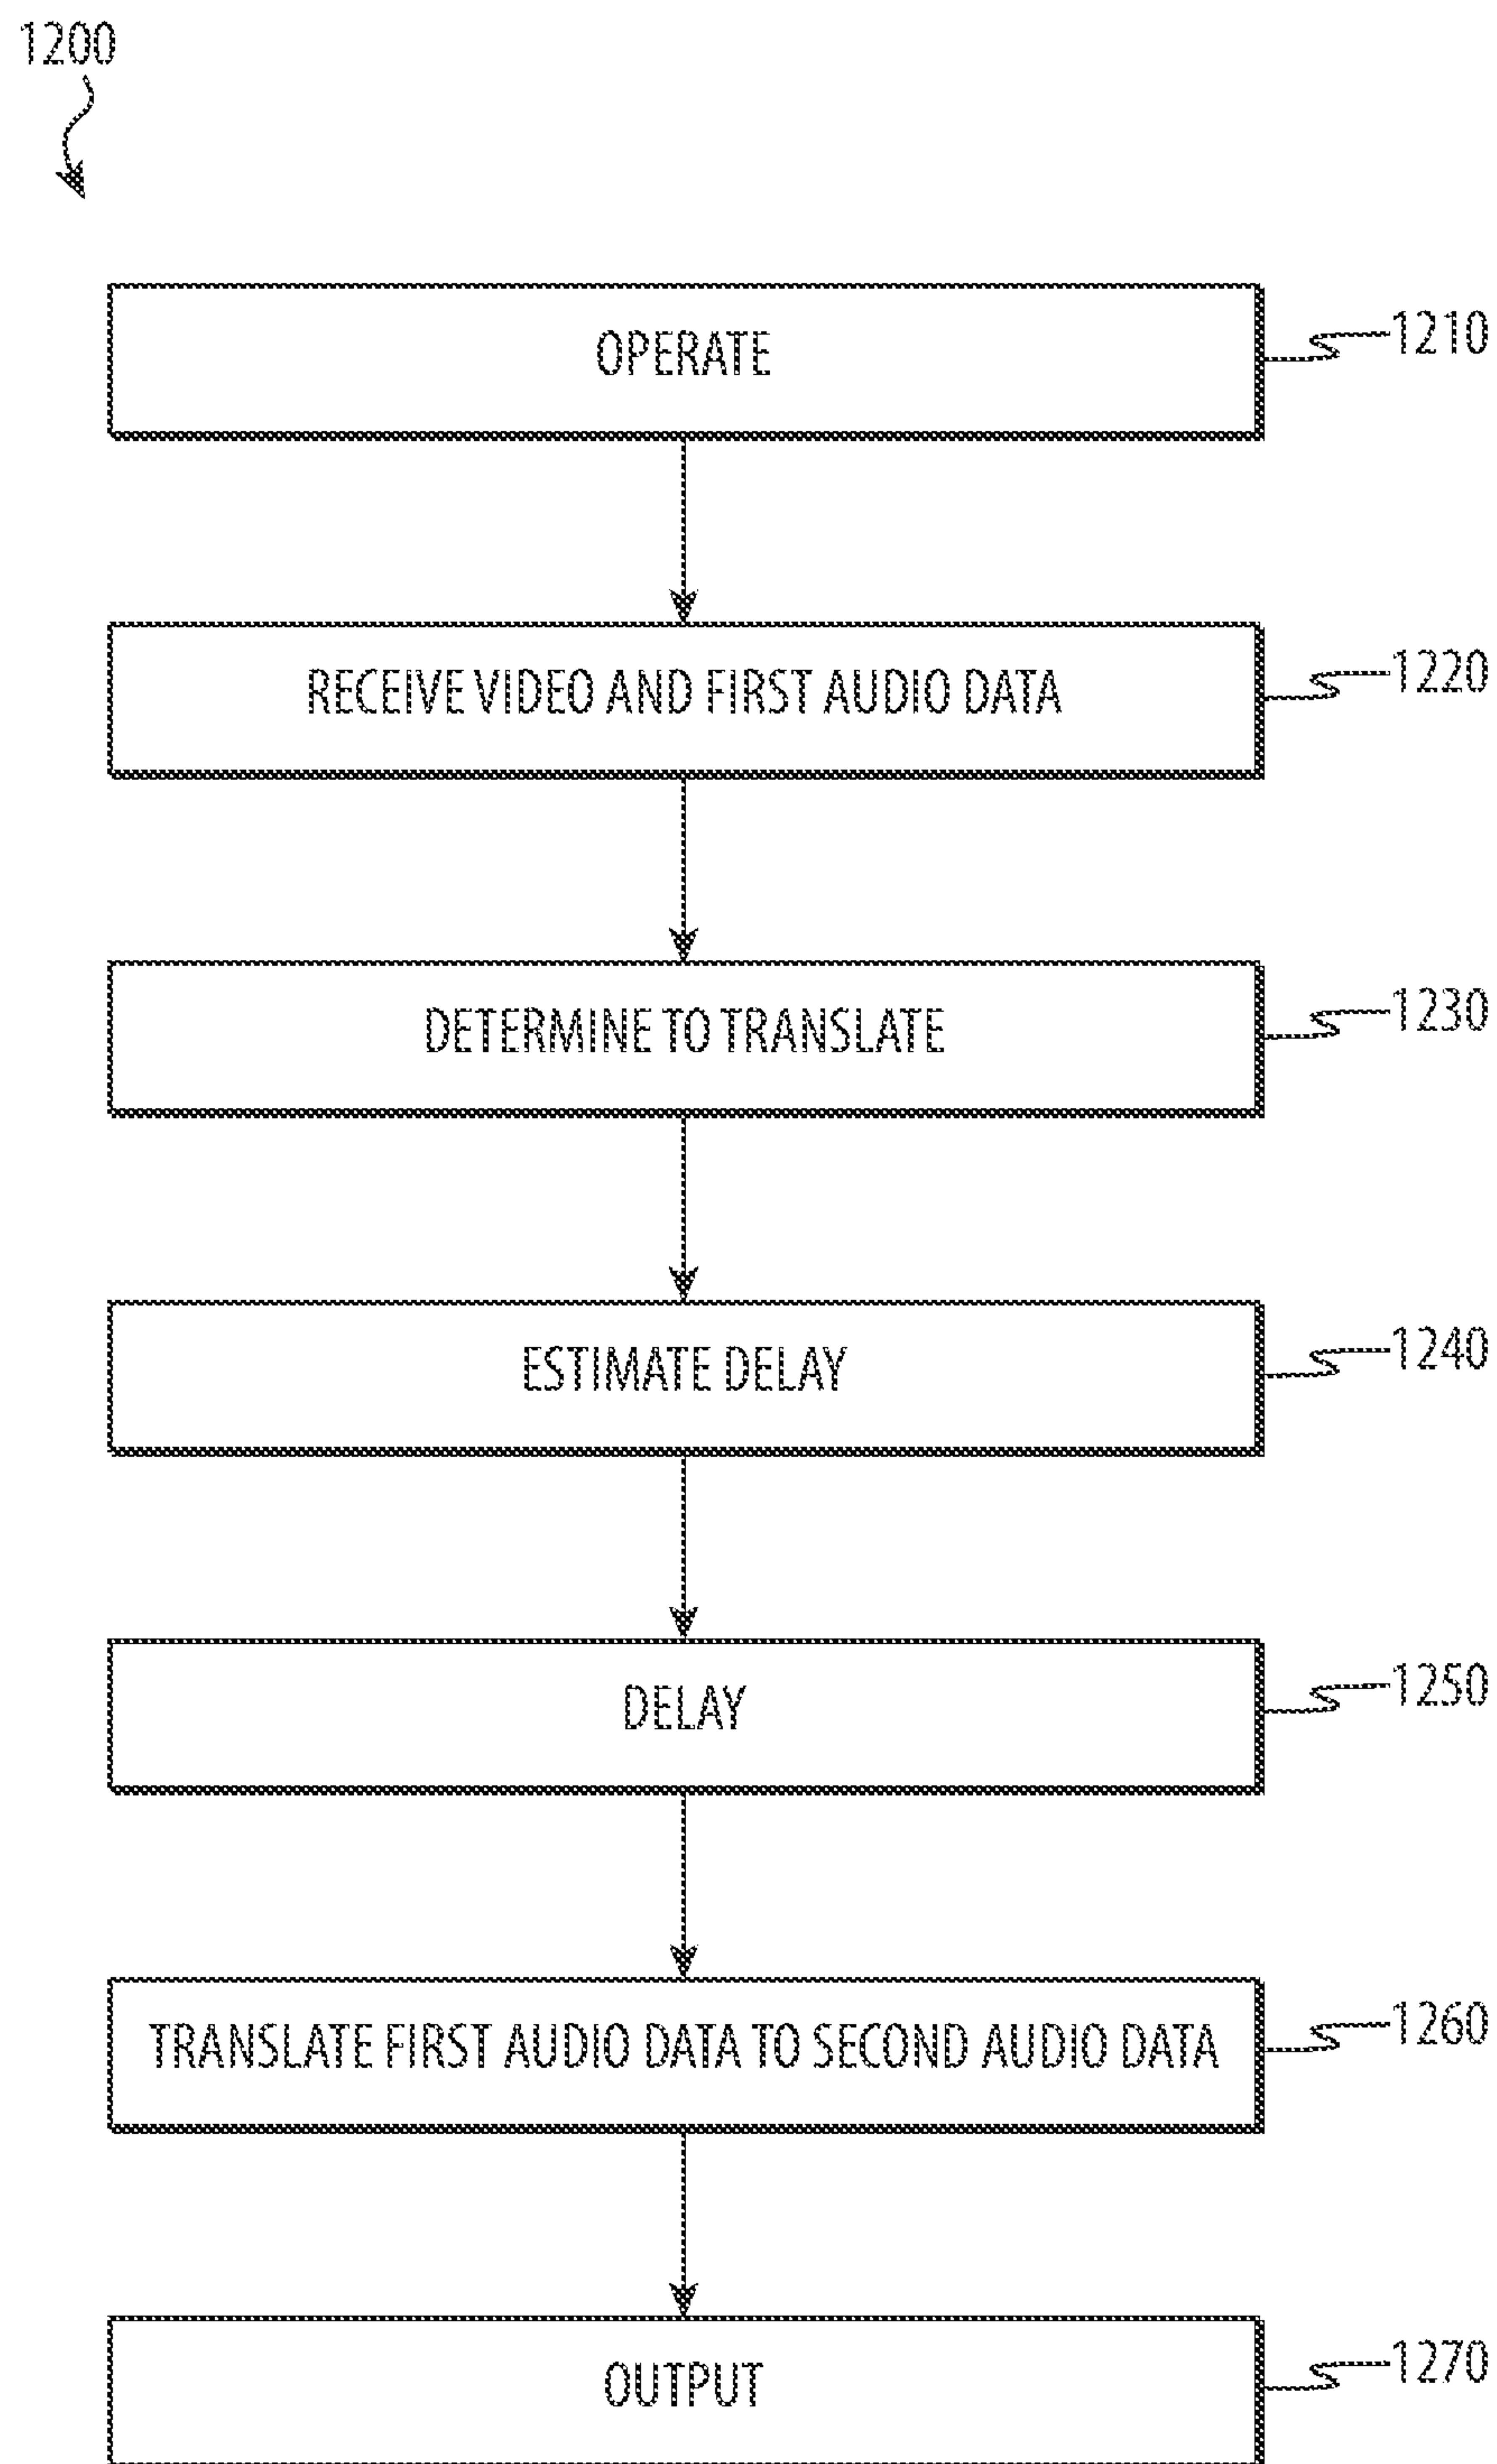 1200
OPERATE
1210
RECEIVE VIDEO AND FIRST AUDIO DATA
1220
DETERMINE TO TRANSLATE
1230
ESTIMATE DELAY
1240
DELAY
1250
TRANSLATE FIRST AUDIO DATA TO SECOND AUDIO DATA
1260
OUTPUT
1270